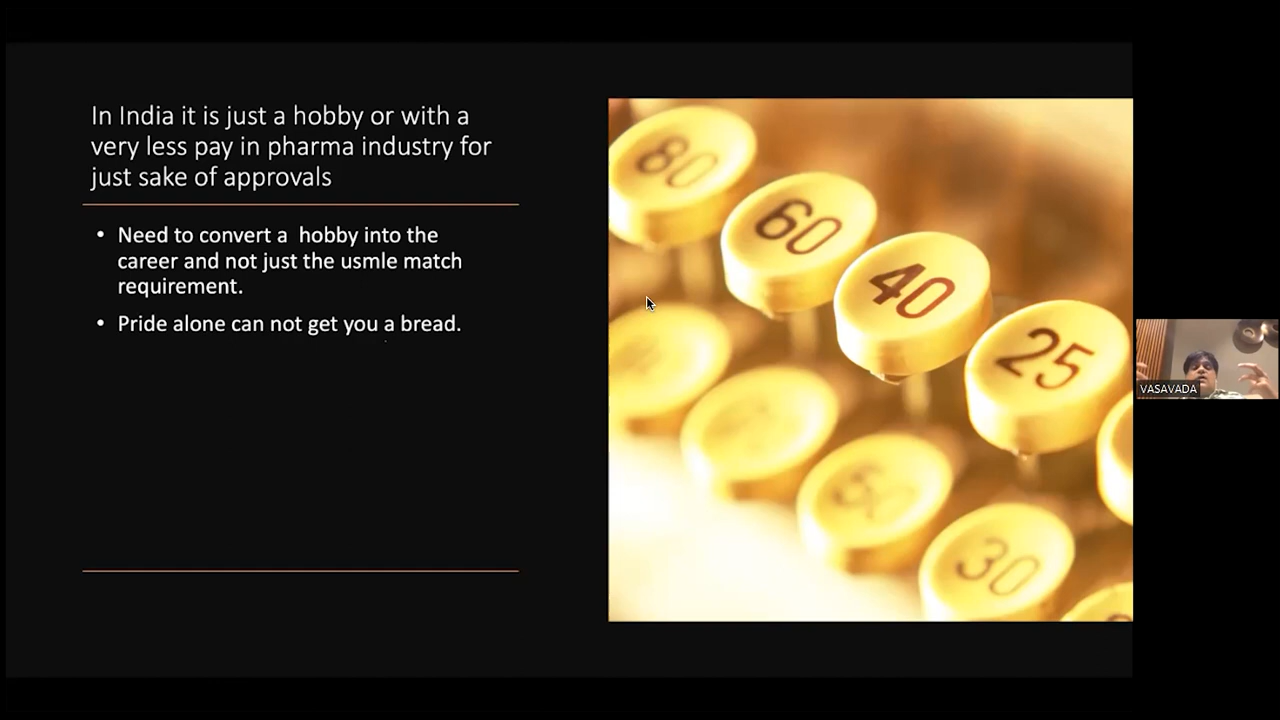 In India it is just a hobby or with a
very less pay in pharma industry for
just sake of approvals
• Need to convert a  hobby into the
career and not just the usmle match
requirement.
• Pride alone can not get you a bread.
80
60
40
25
30
VASAVADA